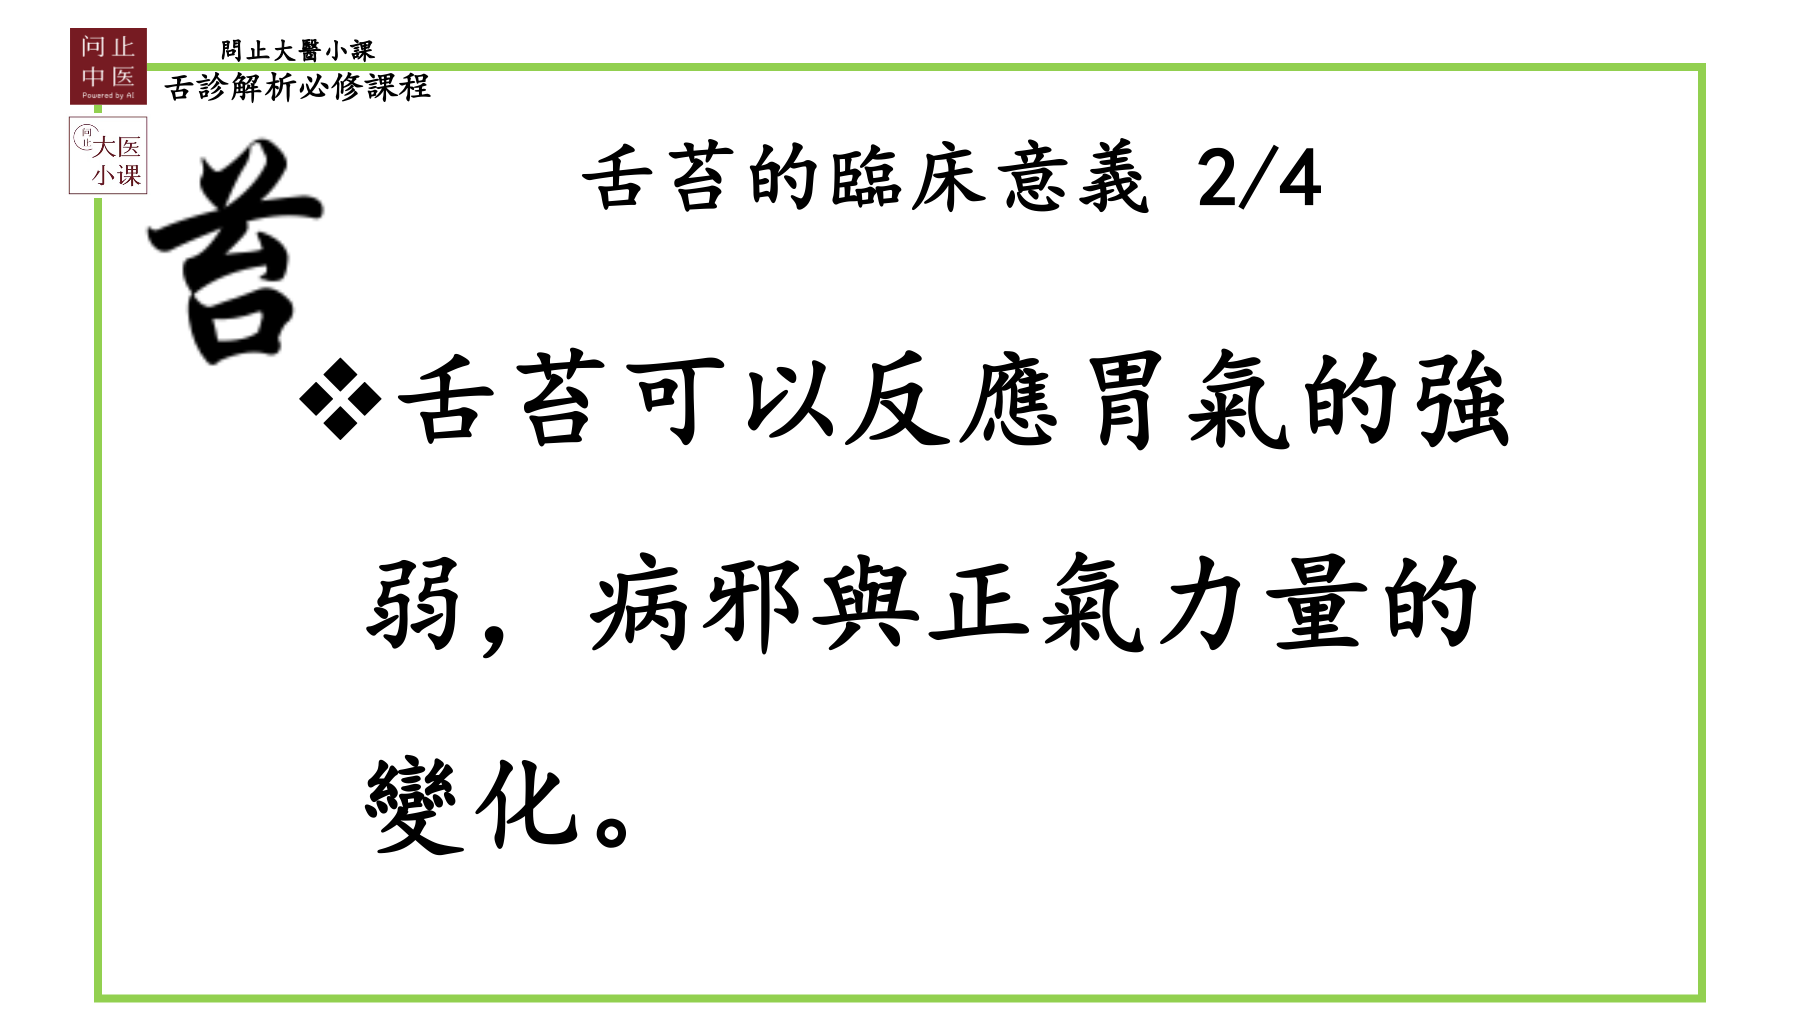 问止
中医
Powered by AI
問止大醫小課
舌診解析必修課程
问止
大医
小课
苔
舌苔的臨床意義 2/4
❖舌苔可以反應胃氣的強
弱，病邪與正氣力量的
變化。